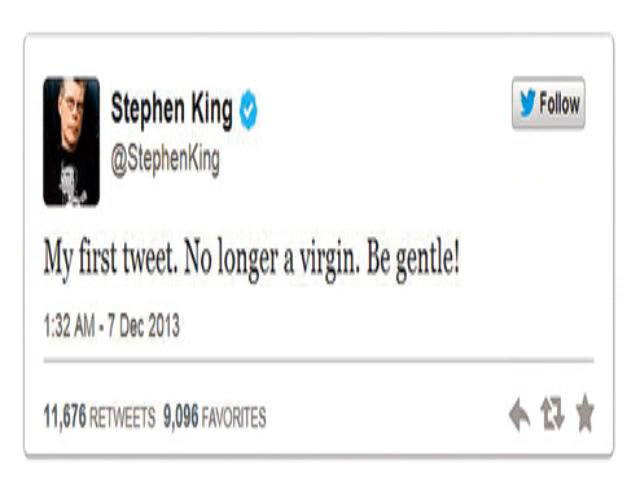 Stephen King
Follow
@StephenKing
My first tweet. No longer a virgin. Be gentle!
1:32 AM - 7 Dec 2013
11,676 RETWEETS 9,096 FAVORITES